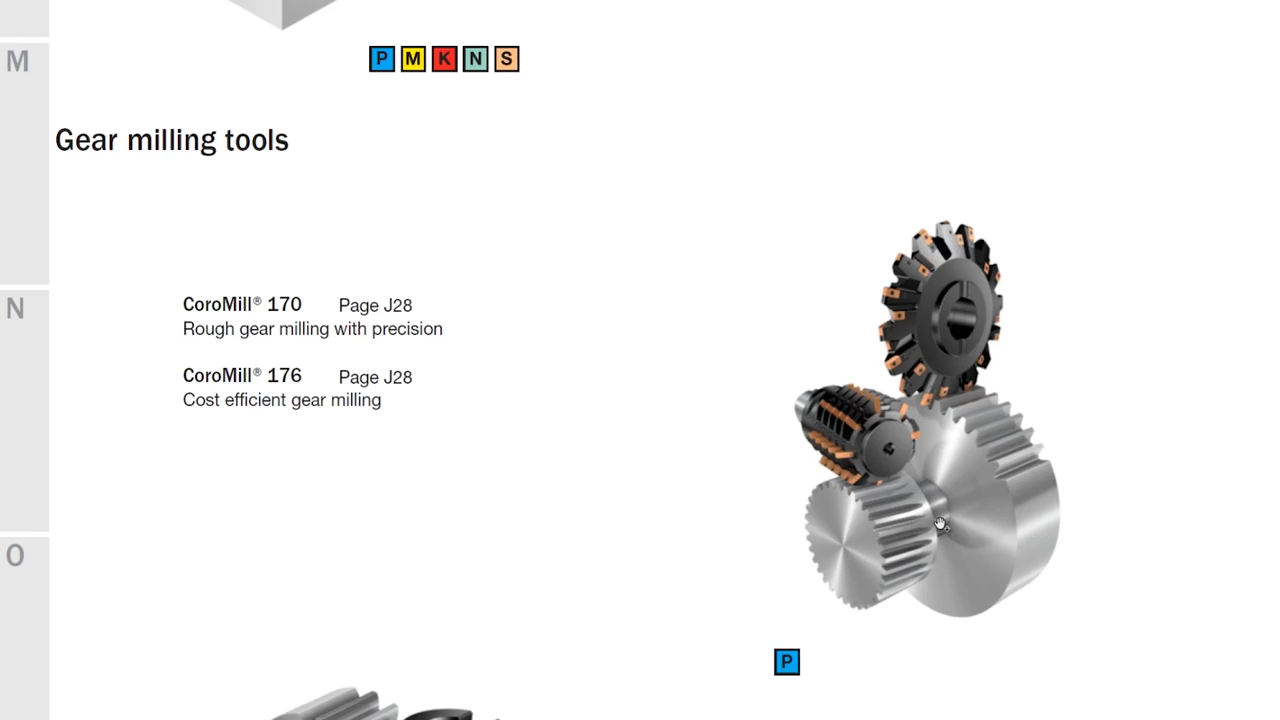 M
P M K N S
Gear milling tools
N
CoroMill® 170 Page J28
Rough gear milling with precision
CoroMill® 176 Page J28
Cost efficient gear milling
O
P